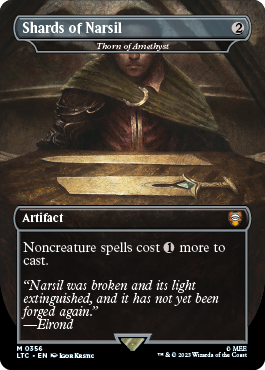 Shards of Narsil 2
Thorn of Amethyst
Artifact
Noncreature spells cost 1 more to
cast.
“Narsil was broken and its light
extinguished, and it has not yet been
forged again.”
—Elrond
M 0356
LTC • EN Igor Krstic
© MEE
™ & © 2023 Wizards of the Coast